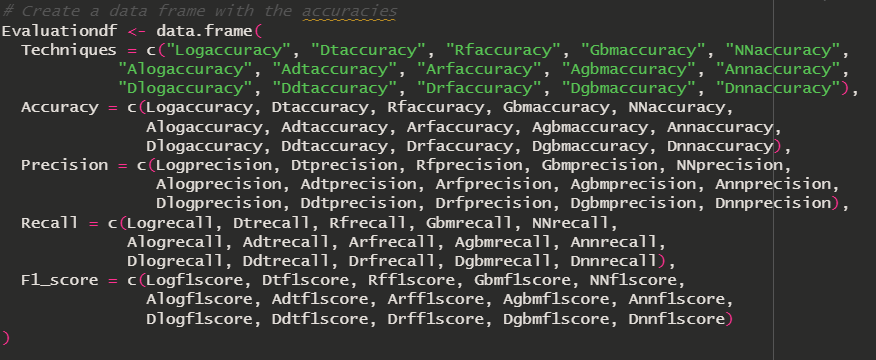 # Create a data frame with the accuracies
Evaluationdf <- data.frame(
  Techniques = c("Logaccuracy", "Dtaccuracy", "Rfaccuracy", "Gbmaccuracy", "NNaccuracy",
            "Alogaccuracy", "Adtaccuracy", "Arfaccuracy", "Agbmaccuracy", "Annaccuracy",
            "Dlogaccuracy", "Ddtaccuracy", "Drfaccuracy", "Dgbmaccuracy", "Dnnaccuracy"),
  Accuracy = c(Logaccuracy, Dtaccuracy, Rfaccuracy, Gbmaccuracy, NNaccuracy,
               Alogaccuracy, Adtaccuracy, Arfaccuracy, Agbmaccuracy, Annaccuracy,
               Dlogaccuracy, Ddtaccuracy, Drfaccuracy, Dgbmaccuracy, Dnnaccuracy),
  Precision = c(Logprecision, Dtprecision, Rfprecision, Gbmprecision, NNprecision,
                Alogprecision, Adtprecision, Arfprecision, Agbmprecision, Annprecision,
                Dlogprecision, Ddtprecision, Drfprecision, Dgbmprecision, Dnnprecision),
  Recall = c(Logrecall, Dtrecall, Rfrecall, Gbmrecall, NNrecall,
             Alogrecall, Adtrecall, Arfrecall, Agbmrecall, Annrecall,
             Dlogrecall, Ddtrecall, Drfrecall, Dgbmrecall, Dnnrecall),
  F1_score = c(Logf1score, Dtf1score, Rff1score, Gbmf1score, NNf1score,
               Alogf1score, Adtf1score, Arff1score, Agbmf1score, Annf1score,
               Dlogf1score, Ddtf1score, Drff1score, Dgbmf1score, Dnnf1score)
)